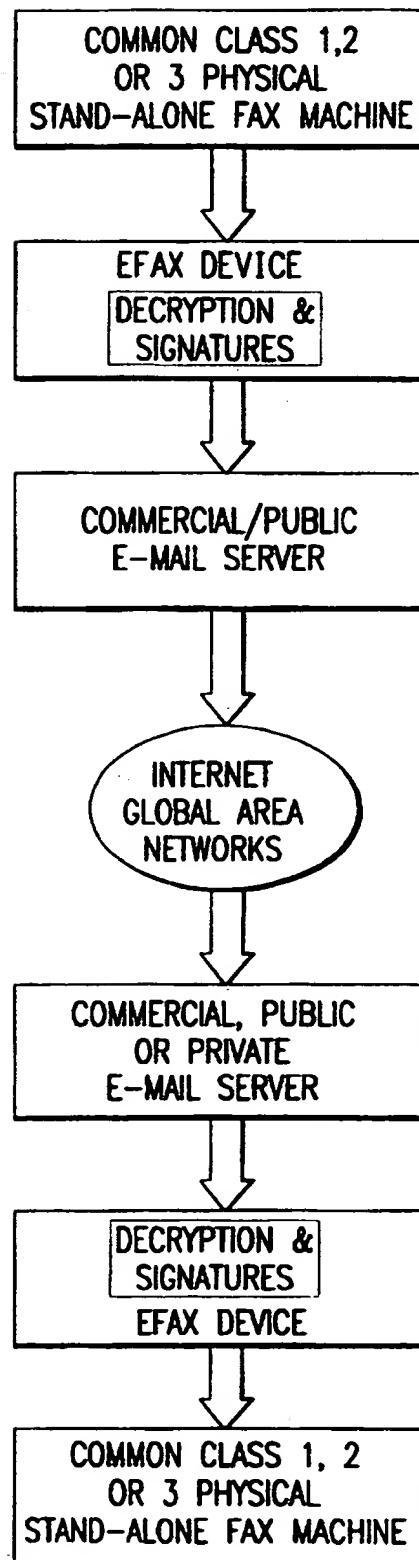 COMMON CLASS 1,2
OR 3 PHYSICAL
STAND-ALONE FAX MACHINE
EFAX DEVICE
DECRYPTION &
SIGNATURES
COMMERCIAL/PUBLIC
E-MAIL SERVER
INTERNET
GLOBAL AREA
NETWORKS
COMMERCIAL, PUBLIC
OR PRIVATE
E-MAIL SERVER
DECRYPTION &
SIGNATURES
EFAX DEVICE
COMMON CLASS 1, 2
OR 3 PHYSICAL
STAND-ALONE FAX MACHINE